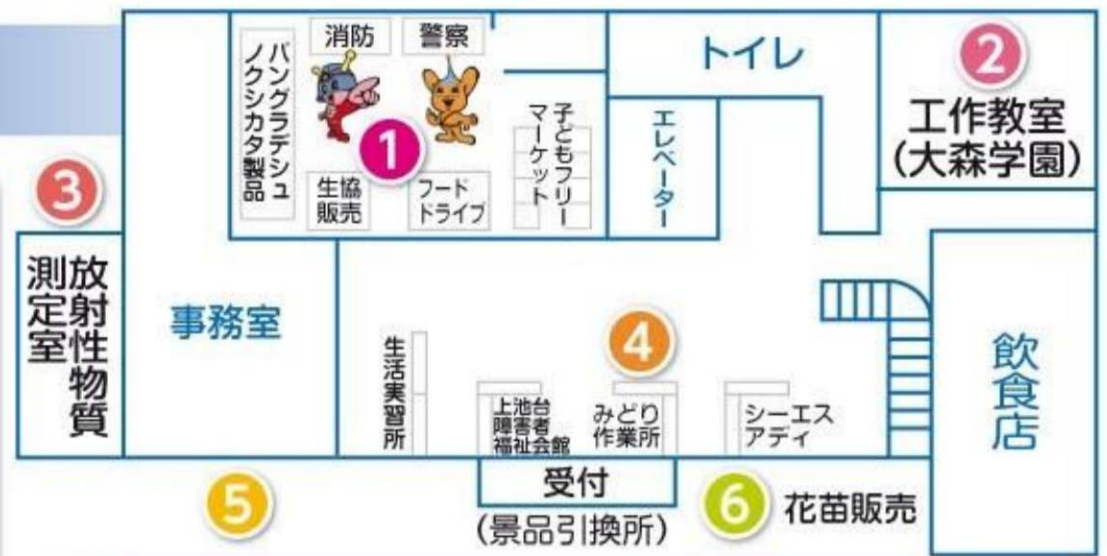 消防
警察
バングラデシュ
ノクシカタ製品
1
生協
販売
フード
ドライブ
子どもフリー
マーケット
トイレ
エレベーター
2
工作教室
(大森学園)
3
放射性物質
測定室
事務室
4
生活実習所
上池台
障害者
福祉会館
みどり
作業所
シーエス
アディ
飲食店
5
受付
(景品引換所)
6
花苗販売